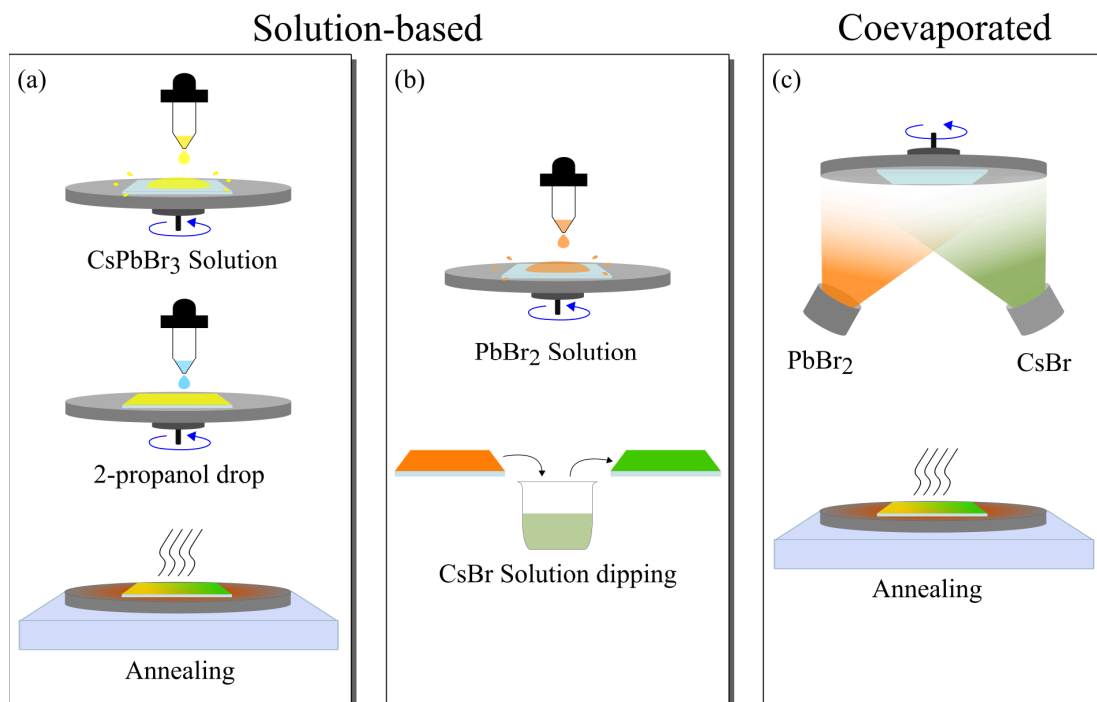 Solution-based
Coevaporated
(a)
CsPbBr₃ Solution
2-propanol drop
Annealing
(b)
PbBr₂ Solution
CsBr Solution dipping
(c)
PbBr₂
CsBr
Annealing